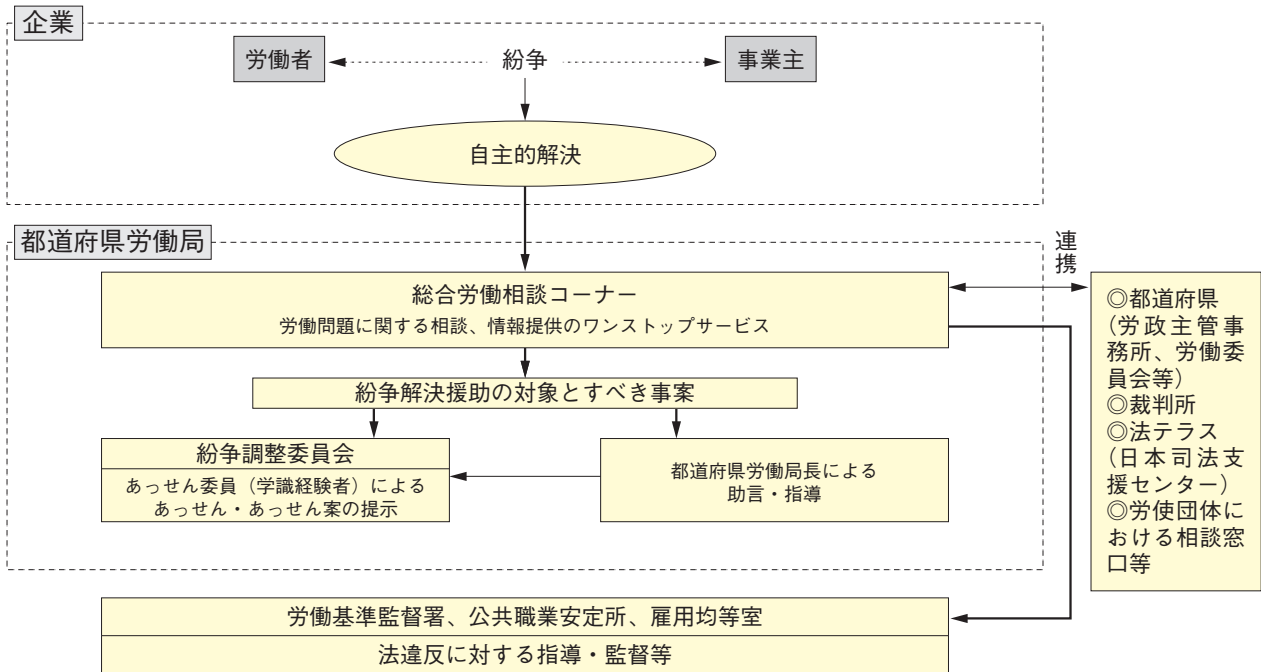 企業
労働者
紛争
事業主
自主的解決
都道府県労働局
連携
総合労働相談コーナー
労働問題に関する相談、情報提供のワンストップサービス
◎都道府県
（労政主管事
務所、労働委
員会等）
◎裁判所
◎法テラス
（日本司法支
援センター）
◎労使団体に
おける相談窓
口等
紛争解決援助の対象とすべき事案
紛争調整委員会
あっせん委員（学識経験者）による
あっせん・あっせん案の提示
都道府県労働局長による
助言・指導
労働基準監督署、公共職業安定所、雇用均等室
法違反に対する指導・監督等